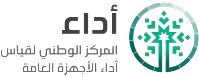 أداء
المركز الوطني لقياس
أداء الأجهزة العامة